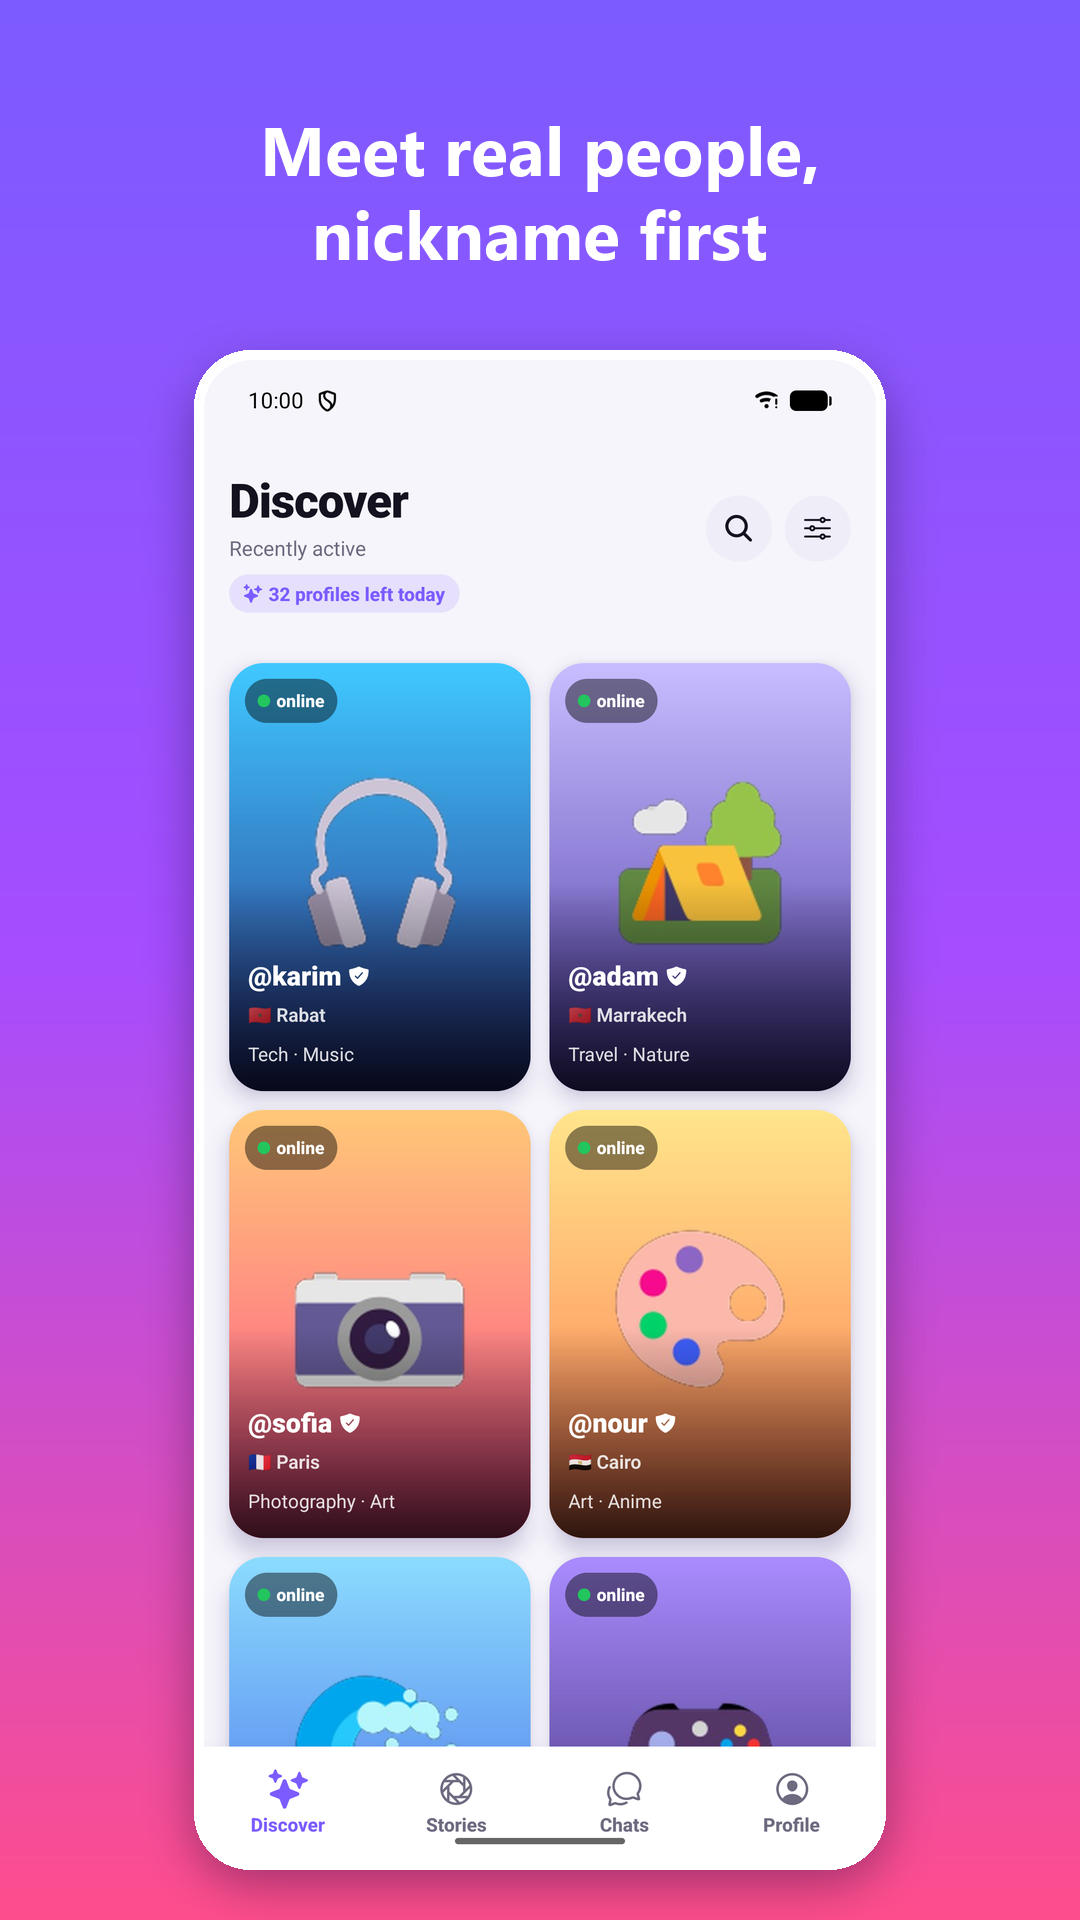 Meet real people,
nickname first
10:00
Discover
Recently active
32 profiles left today
online
online
@karim
Rabat
Tech · Music
@adam
Marrakech
Travel · Nature
online
online
@sofia
Paris
Photography · Art
@nour
Cairo
Art · Anime
online
online
Discover
Stories
Chats
Profile